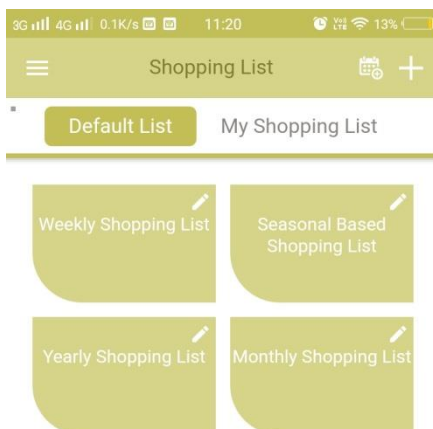 3G 4G 0.1K/s 11:20 VoLTE 13%
Shopping List
Default List My Shopping List
Weekly Shopping List
Seasonal Based
Shopping List
Yearly Shopping List
Monthly Shopping List